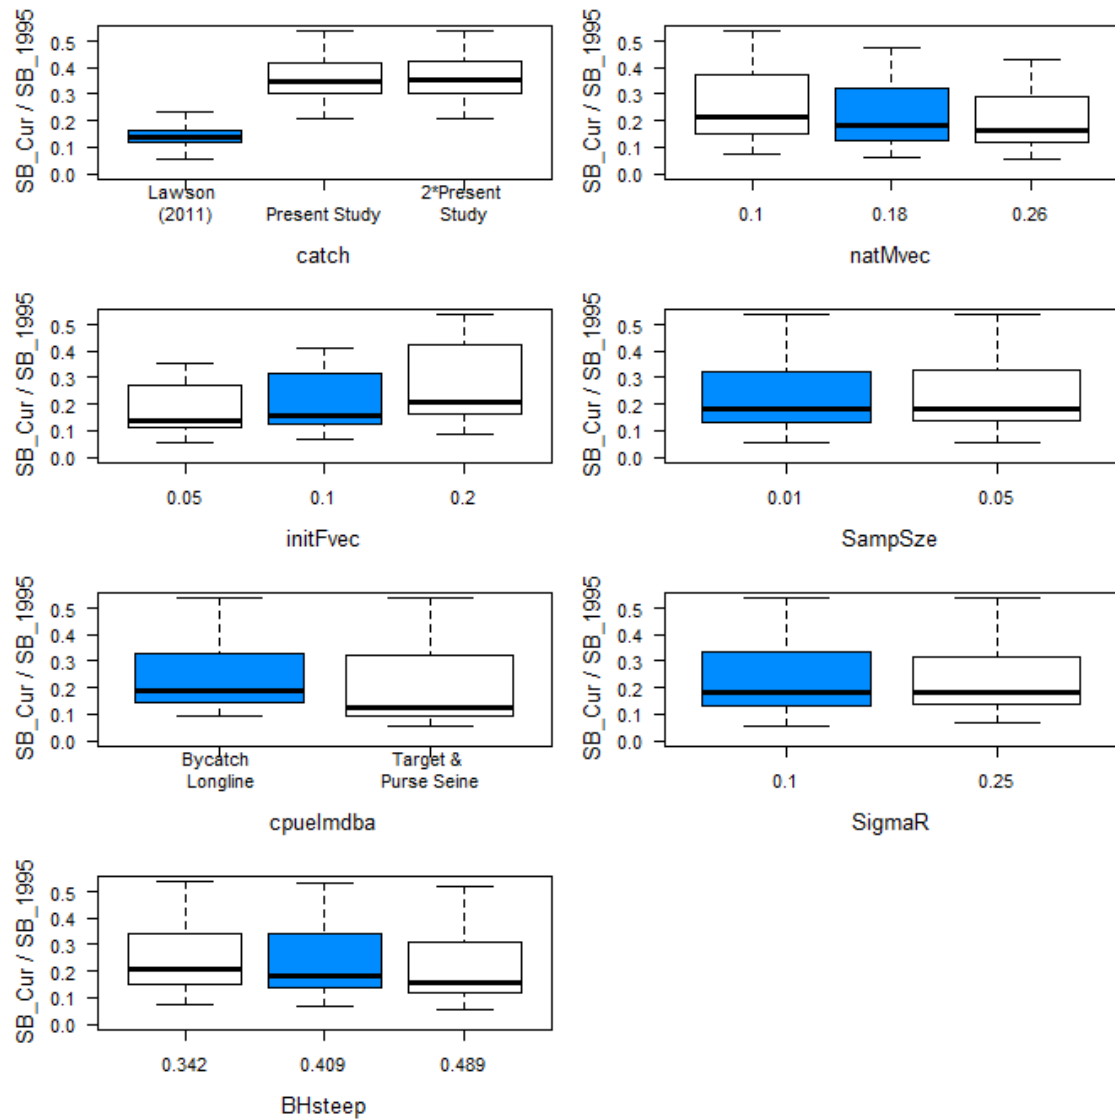 SB_Cur / SB_1995
0.5
0.4
0.3
0.2
0.1
0.0
Lawson
(2011)
Present Study
2*Present
Study
catch
SB_Cur / SB_1995
0.5
0.4
0.3
0.2
0.1
0.0
0.1
0.18
0.26
natMvec
SB_Cur / SB_1995
0.5
0.4
0.3
0.2
0.1
0.0
0.05
0.1
0.2
initFvec
SB_Cur / SB_1995
0.5
0.4
0.3
0.2
0.1
0.0
0.01
0.05
SampSze
SB_Cur / SB_1995
0.5
0.4
0.3
0.2
0.1
0.0
Bycatch
Longline
Target &
Purse Seine
cpuelmdba
SB_Cur / SB_1995
0.5
0.4
0.3
0.2
0.1
0.0
0.1
0.25
SigmaR
SB_Cur / SB_1995
0.5
0.4
0.3
0.2
0.1
0.0
0.342
0.409
0.489
BHsteep